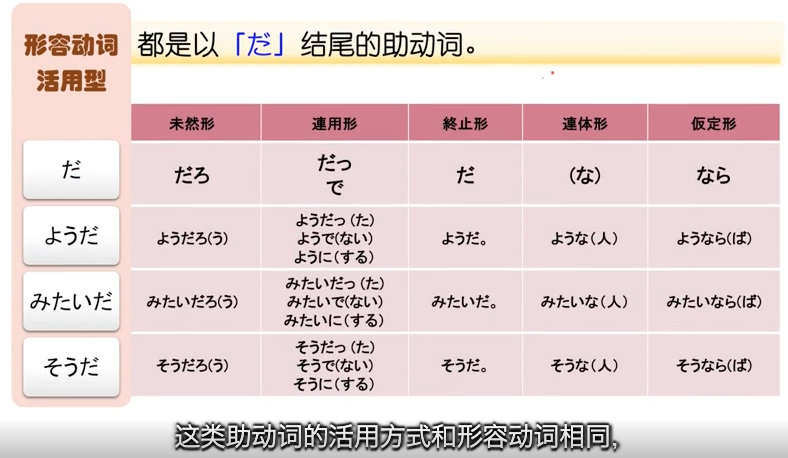 形容动词
活用型
都是以「だ」结尾的助动词。
未然形 連用形 終止形 連体形 仮定形
だ だろ だっ だ (な) なら
で
ようだ ようだろ(う) ようだっ(た) ようだ。 ような(人) ようなら(ば)
ようで(ない)
ように(する)
みたいだ みたいだろ(う) みたいだっ(た) みたいだ。 みたいな(人) みたいなら(ば)
みたいで(ない)
みたいに(する)
そうだ そうだろ(う) そうだっ(た) そうだ。 そうな(人) そうなら(ば)
そうで(ない)
そうに(する)
这类助动词的活用方式和形容动词相同,